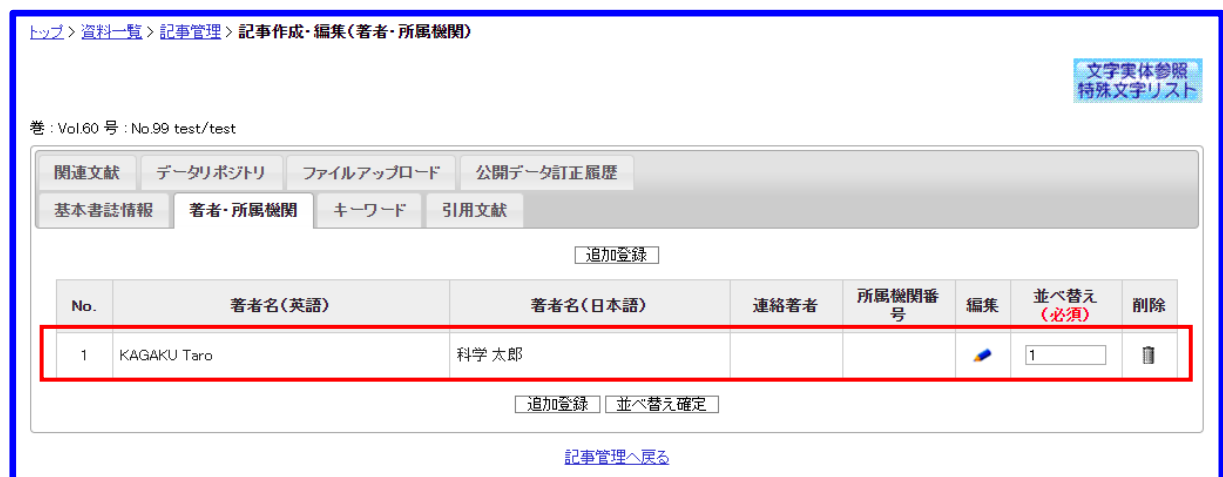 トップ > 資料一覧 > 記事管理 > 記事作成・編集(著者・所属機関)
文字実体参照
特殊文字リスト
巻 : Vol.60 号 : No.99 test/test
関連文献 データリポジトリ ファイルアップロード 公開データ訂正履歴
基本書誌情報 著者・所属機関 キーワード 引用文献
追加登録
No. 著者名(英語) 著者名(日本語) 連絡著者 所属機関番号 編集 並べ替え(必須) 削除
1 KAGAKU Taro 科学 太郎 1
追加登録 並べ替え確定
記事管理へ戻る